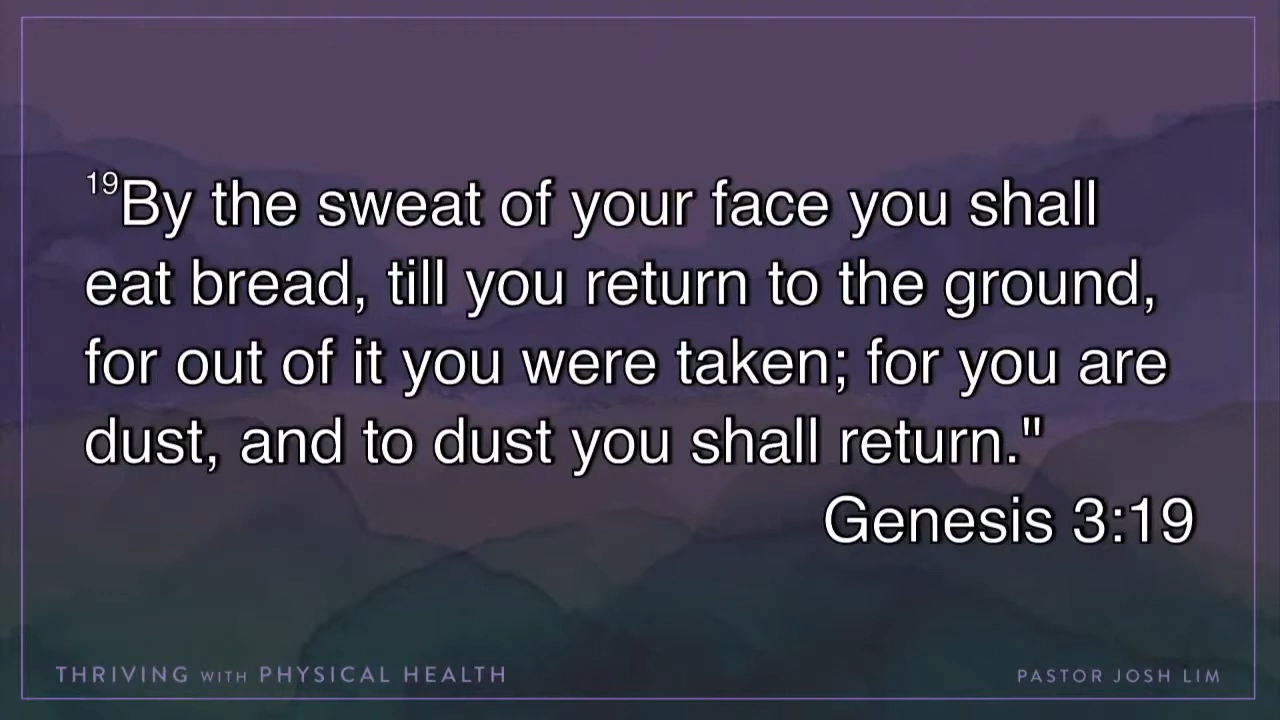 19By the sweat of your face you shall
eat bread, till you return to the ground,
for out of it you were taken; for you are
dust, and to dust you shall return."
Genesis 3:19
THRIVING WITH PHYSICAL HEALTH
PASTOR JOSH LIM